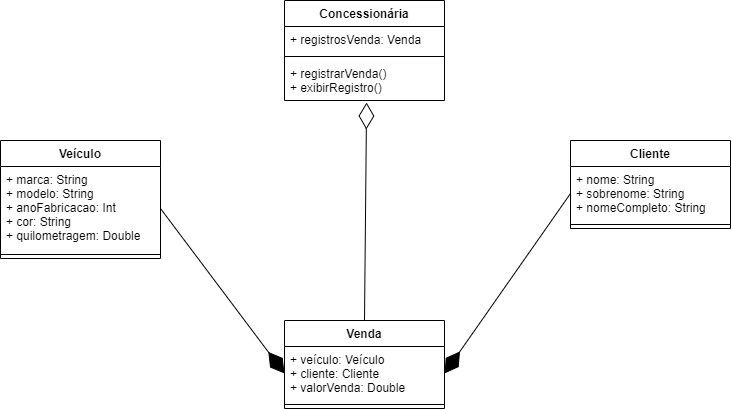 Concessionária
+ registrosVenda: Venda
+ registrarVenda()
+ exibirRegistro()
Veículo
+ marca: String
+ modelo: String
+ anoFabricacao: Int
+ cor: String
+ quilometragem: Double
Cliente
+ nome: String
+ sobrenome: String
+ nomeCompleto: String
Venda
+ veículo: Veículo
+ cliente: Cliente
+ valorVenda: Double